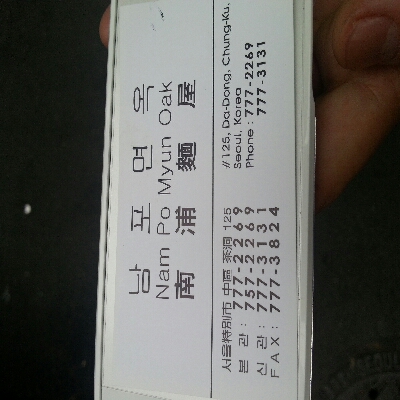 남 포 면 옥
Nam Po Myun Oak
南 浦 麵 屋
서울特別市 中區 茶洞 125
본 관 : 777-2269
757-2269
신 관 : 777-3131
F A X : 777-3824
#125, Da-Dong, Chung-Ku,
Seoul, Korea
Phone : 777-2269
777-3131